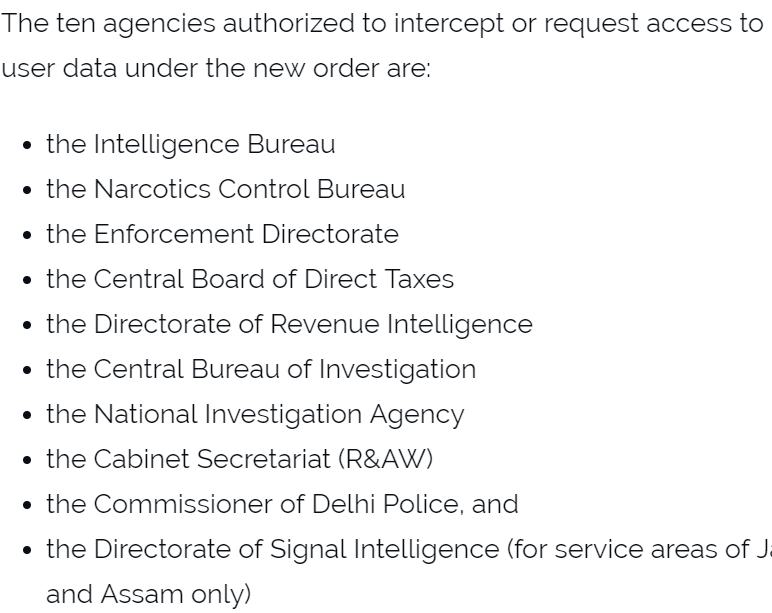 The ten agencies authorized to intercept or request access to
user data under the new order are:
• the Intelligence Bureau
• the Narcotics Control Bureau
• the Enforcement Directorate
• the Central Board of Direct Taxes
• the Directorate of Revenue Intelligence
• the Central Bureau of Investigation
• the National Investigation Agency
• the Cabinet Secretariat (R&AW)
• the Commissioner of Delhi Police, and
• the Directorate of Signal Intelligence (for service areas of
and Assam only)